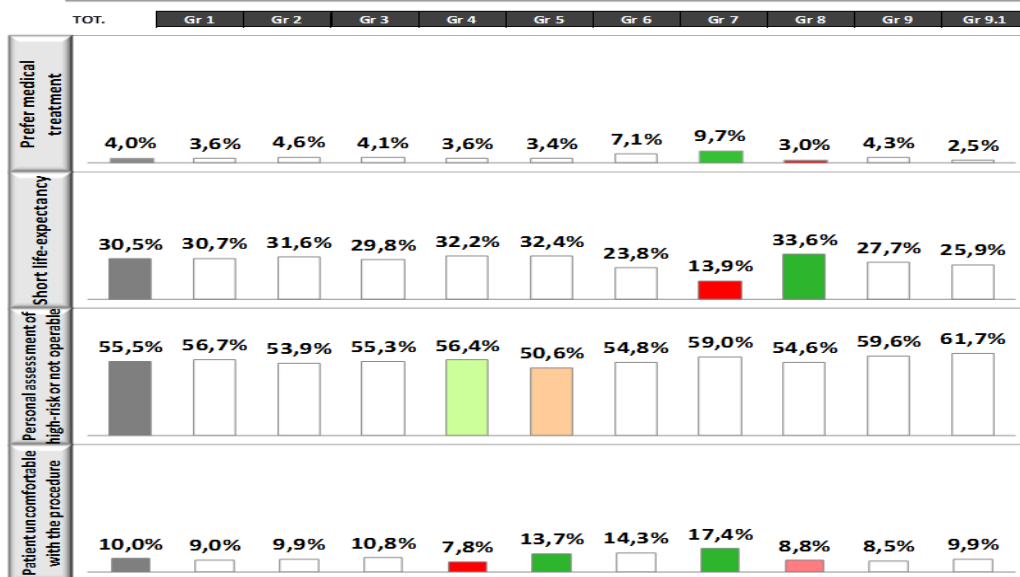 TOT. Gr 1 Gr 2 Gr 3 Gr 4 Gr 5 Gr 6 Gr 7 Gr 8 Gr 9 Gr 9.1
Prefer medical
treatment
4,0% 3,6% 4,6% 4,1% 3,6% 3,4% 7,1% 9,7% 3,0% 4,3% 2,5%
Short life-expectancy
30,5% 30,7% 31,6% 29,8% 32,2% 32,4% 23,8% 13,9% 33,6% 27,7% 25,9%
Personal assessment of
high-risk or not operable
55,5% 56,7% 53,9% 55,3% 56,4% 50,6% 54,8% 59,0% 54,6% 59,6% 61,7%
Patient uncomfortable
with the procedure
10,0% 9,0% 9,9% 10,8% 7,8% 13,7% 14,3% 17,4% 8,8% 8,5% 9,9%